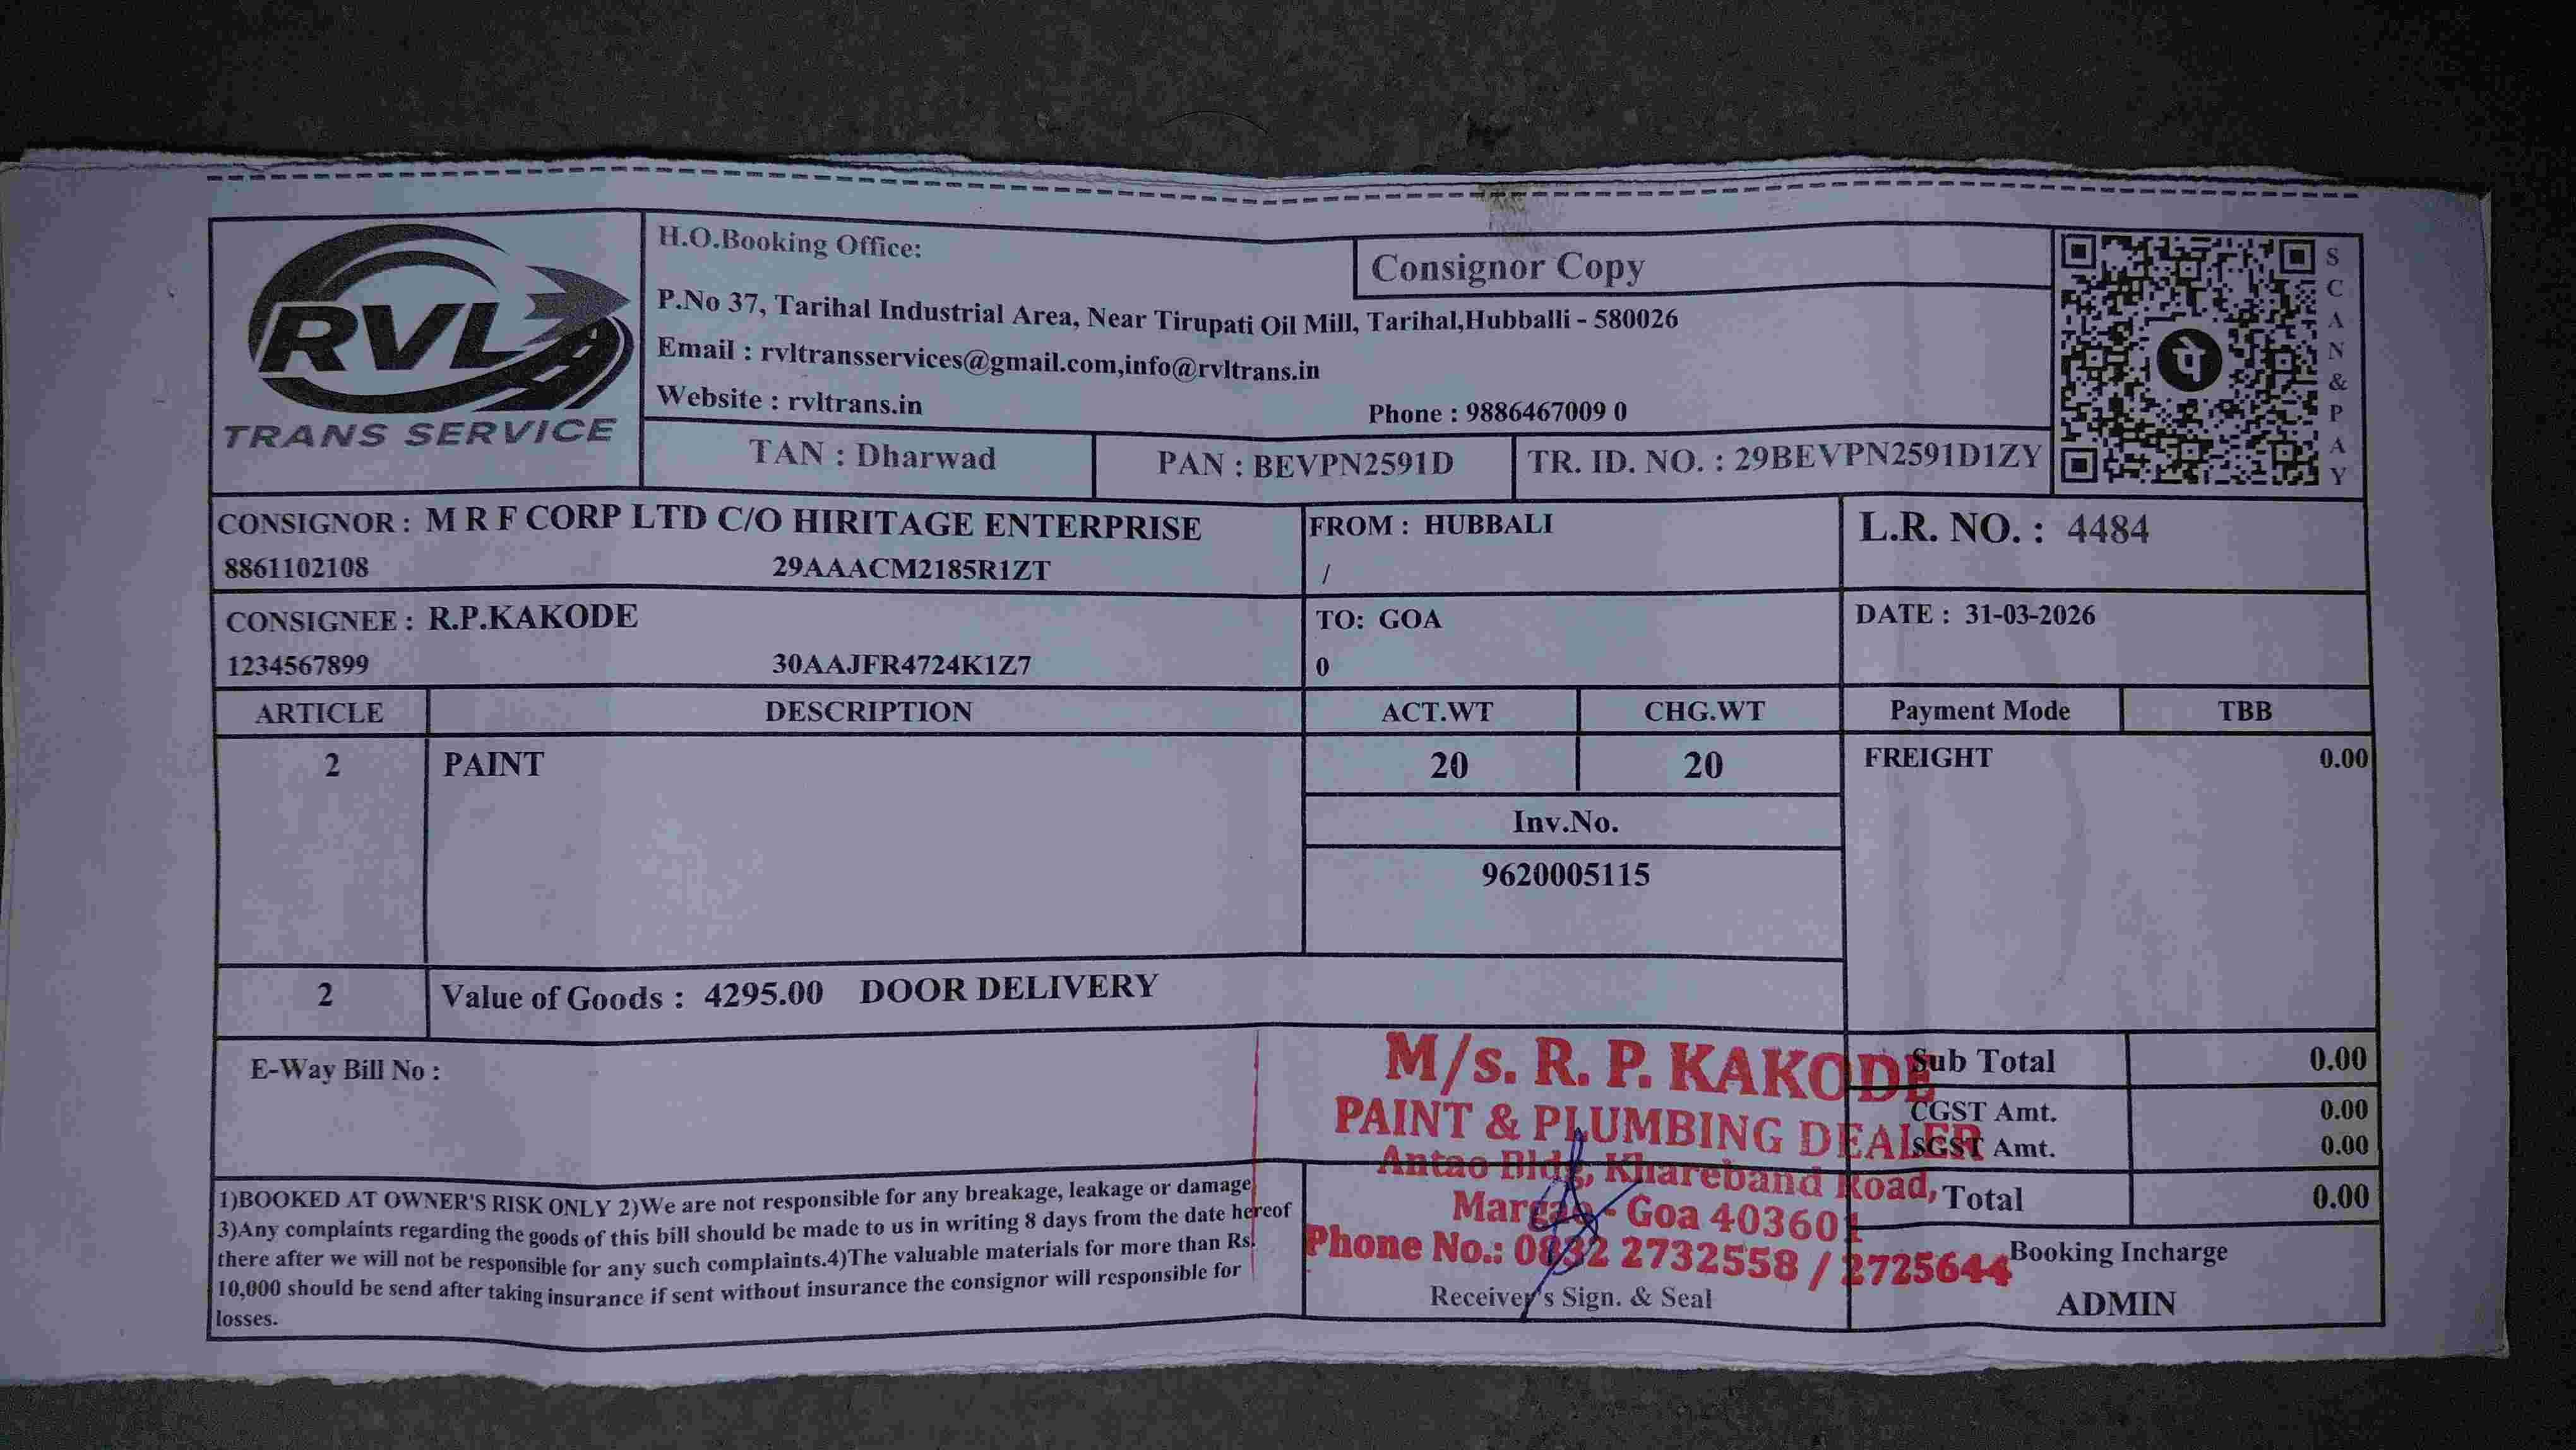 RVL
TRANS SERVICE
H.O.Booking Office:
Consignor Copy
P.No 37, Tarihal Industrial Area, Near Tirupati Oil Mill, Tarihal,Hubballi - 580026
Email : rvltransservices@gmail.com,info@rvltrans.in
Website : rvltrans.in
Phone : 9886467009 0
SCAN&PAY
पे
TAN : Dharwad
PAN : BEVPN2591D
TR. ID. NO. : 29BEVPN2591D1ZY
CONSIGNOR : M R F CORP LTD C/O HIRITAGE ENTERPRISE
8861102108 29AAACM2185R1ZT
FROM : HUBBALI
/
L.R. NO. : 4484
CONSIGNEE : R.P.KAKODE
1234567899 30AAJFR4724K1Z7
TO: GOA
0
DATE : 31-03-2026
ARTICLE DESCRIPTION ACT.WT CHG.WT Payment Mode TBB
2 PAINT 20 20 FREIGHT 0.00
Inv.No.
9620005115
2 Value of Goods : 4295.00 DOOR DELIVERY
E-Way Bill No :
Sub Total 0.00
CGST Amt. 0.00
SGST Amt. 0.00
Total 0.00
M/s. R. P. KAKODE
PAINT & PLUMBING DEALER
Antao Bldg, Khareband Road,
Margao - Goa 403601
Phone No.: 0832 2732558 / 2725644
Receiver's Sign. & Seal
1)BOOKED AT OWNER'S RISK ONLY 2)We are not responsible for any breakage, leakage or damage
3)Any complaints regarding the goods of this bill should be made to us in writing 8 days from the date hereof
there after we will not be responsible for any such complaints.4)The valuable materials for more than Rs.
10,000 should be send after taking insurance if sent without insurance the consignor will responsible for
losses.
Booking Incharge
ADMIN